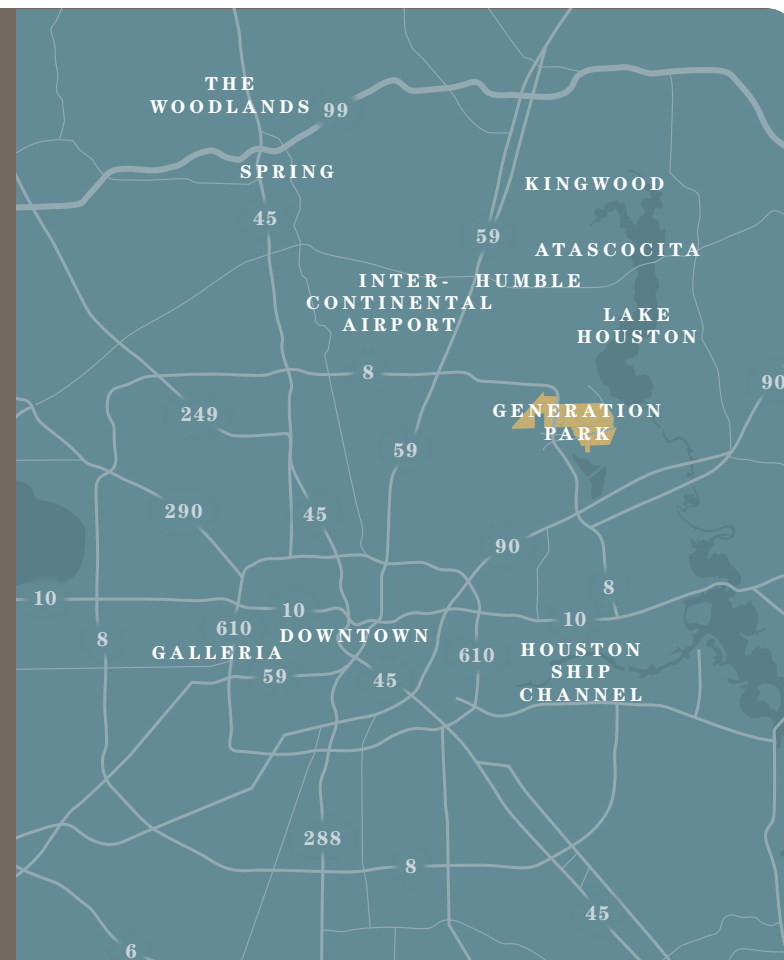 THE
WOODLANDS
99
SPRING
KINGWOOD
45
59
ATASCOCITA
INTER-
CONTINENTAL
AIRPORT
HUMBLE
LAKE
HOUSTON
8
90
249
GENERATION
PARK
59
290
45
90
10
8
10
10
610
8
DOWNTOWN
GALLERIA
610
HOUSTON
SHIP
CHANNEL
59
45
288
8
45
6